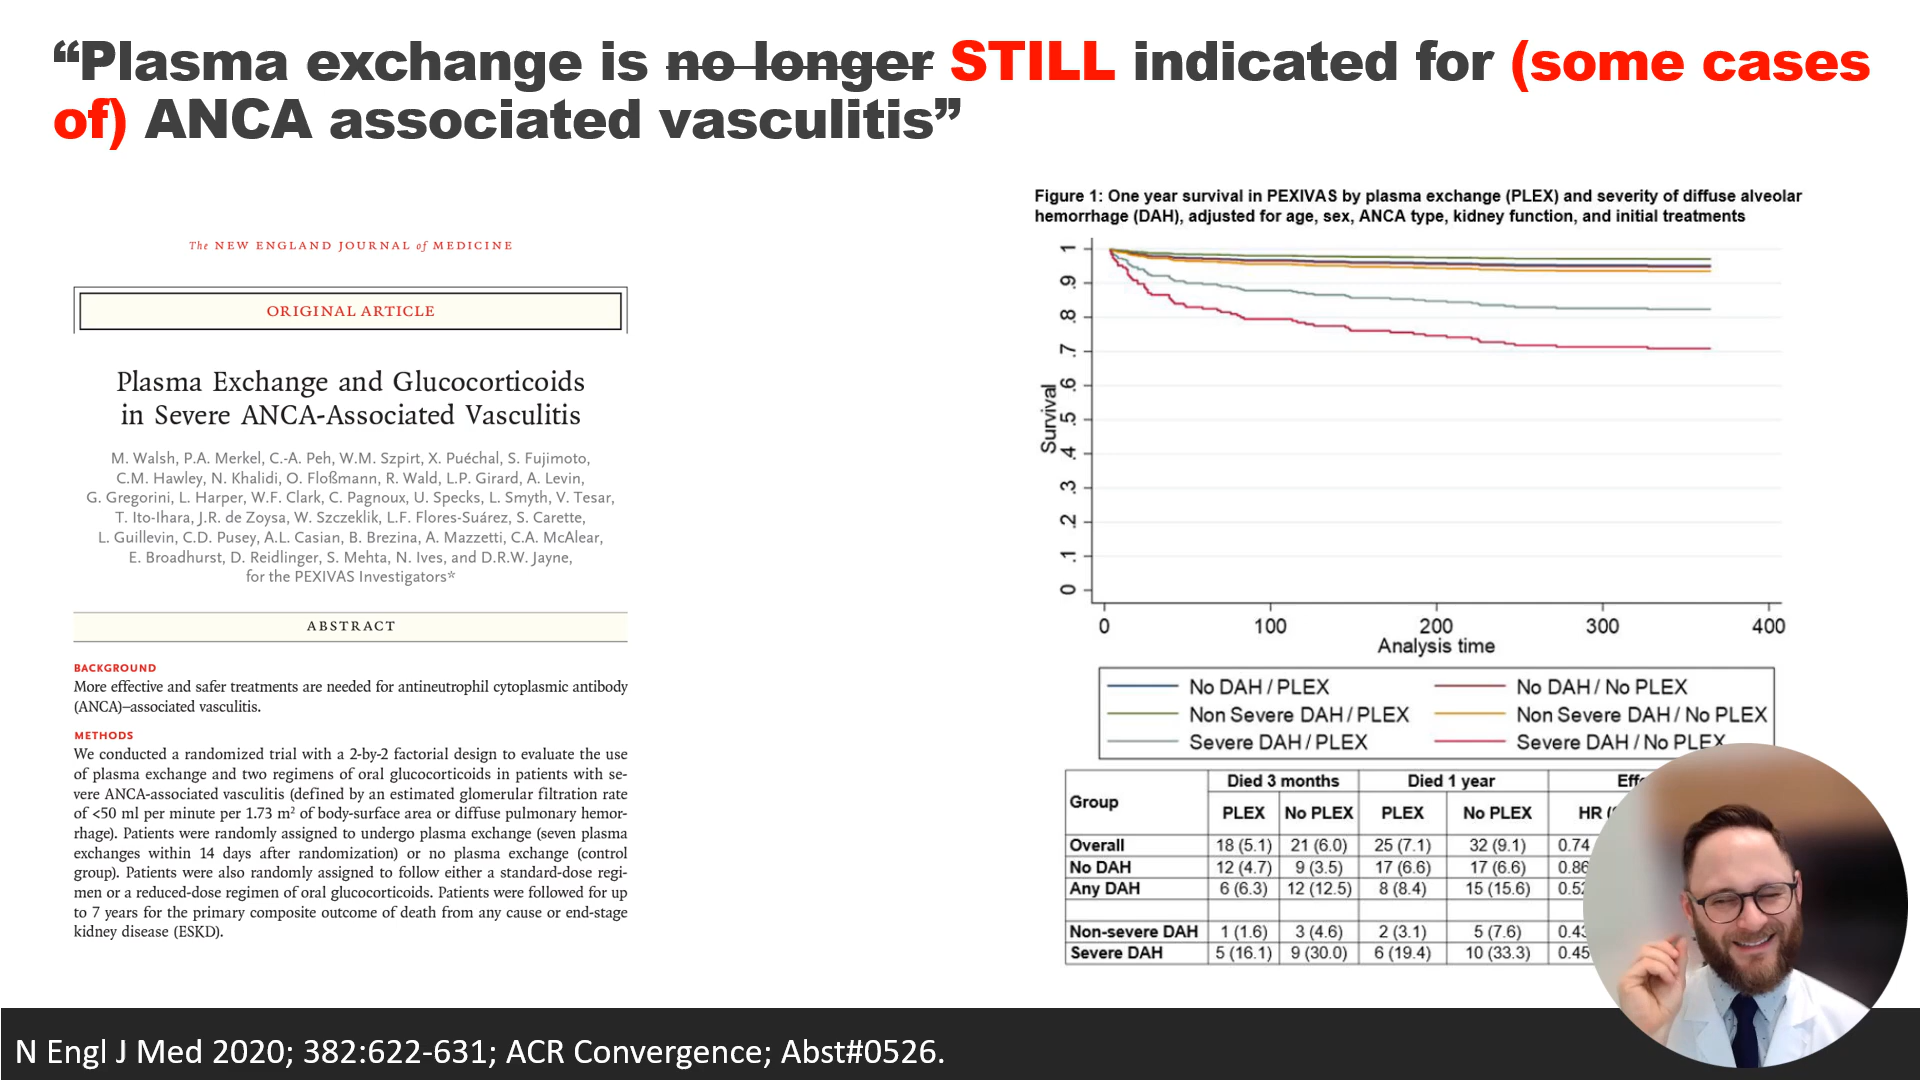 “Plasma exchange is no longer STILL indicated for (some cases
of) ANCA associated vasculitis”
The NEW ENGLAND JOURNAL of MEDICINE
ORIGINAL ARTICLE
Plasma Exchange and Glucocorticoids
in Severe ANCA-Associated Vasculitis
M. Walsh, P.A. Merkel, C.-A. Peh, W.M. Szpirt, X. Puéchal, S. Fujimoto,
C.M. Hawley, N. Khalidi, O. Floßmann, R. Wald, L.P. Girard, A. Levin,
G. Gregorini, L. Harper, W.F. Clark, C. Pagnoux, U. Specks, L. Smyth, V. Tesar,
T. Ito-Ihara, J.R. de Zoysa, W. Szczeklik, L.F. Flores-Suárez, S. Carette,
L. Guillevin, C.D. Pusey, A.L. Casian, B. Brezina, A. Mazzetti, C.A. McAlear,
E. Broadhurst, D. Reidlinger, S. Mehta, N. Ives, and D.R.W. Jayne,
for the PEXIVAS Investigators*
ABSTRACT
BACKGROUND
More effective and safer treatments are needed for antineutrophil cytoplasmic antibody
(ANCA)–associated vasculitis.
METHODS
We conducted a randomized trial with a 2-by-2 factorial design to evaluate the use
of plasma exchange and two regimens of oral glucocorticoids in patients with se-
vere ANCA-associated vasculitis (defined by an estimated glomerular filtration rate
of <50 ml per minute per 1.73 m² of body-surface area or diffuse pulmonary hemor-
rhage). Patients were randomly assigned to undergo plasma exchange (seven plasma
exchanges within 14 days after randomization) or no plasma exchange (control
group). Patients were also randomly assigned to follow either a standard-dose regi-
men or a reduced-dose regimen of oral glucocorticoids. Patients were followed for up
to 7 years for the primary composite outcome of death from any cause or end-stage
kidney disease (ESKD).
Figure 1: One year survival in PEXIVAS by plasma exchange (PLEX) and severity of diffuse alveolar
hemorrhage (DAH), adjusted for age, sex, ANCA type, kidney function, and initial treatments
Survival
1
.9
.8
.7
.6
.5
.4
.3
.2
.1
0
0 100 200 300 400
Analysis time
No DAH / PLEX No DAH / No PLEX
Non Severe DAH / PLEX Non Severe DAH / No PLEX
Severe DAH / PLEX Severe DAH / No PLEX
Group Died 3 months Died 1 year
PLEX No PLEX PLEX No PLEX HR
Overall 18 (5.1) 21 (6.0) 25 (7.1) 32 (9.1) 0.74
No DAH 12 (4.7) 9 (3.5) 17 (6.6) 17 (6.6) 0.86
Any DAH 6 (6.3) 12 (12.5) 8 (8.4) 15 (15.6)
Non-severe DAH 1 (1.6) 3 (4.6) 2 (3.1) 5 (7.6)
Severe DAH 5 (16.1) 9 (30.0) 6 (19.4) 10 (33.3) 0.45
N Engl J Med 2020; 382:622-631; ACR Convergence; Abst#0526.